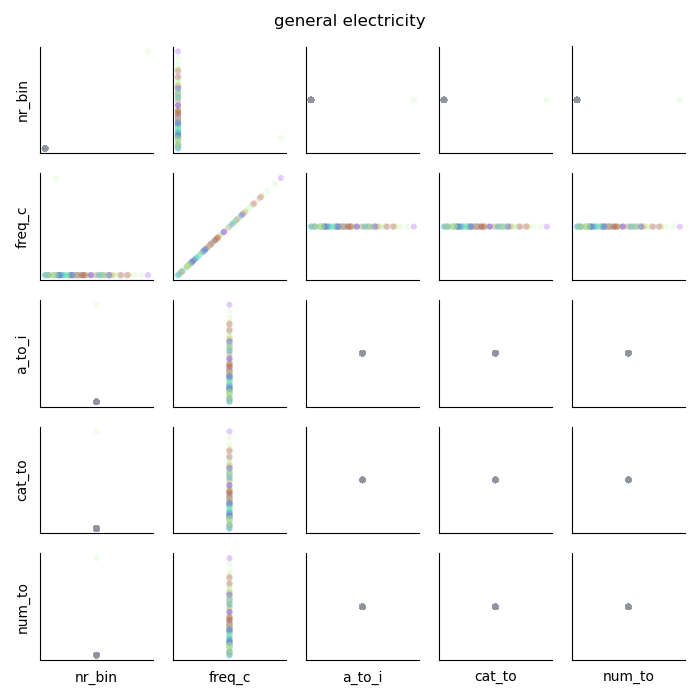 general electricity
nr_bin
freq_c
a_to_i
cat_to
num_to
nr_bin freq_c a_to_i cat_to num_to